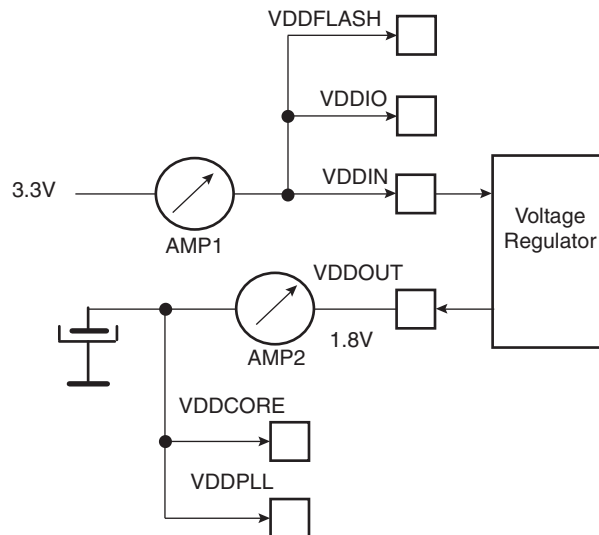 VDDFLASH
VDDIO
VDDIN
3.3V
AMP1
Voltage
Regulator
VDDOUT
1.8V
AMP2
VDDCORE
VDDPLL